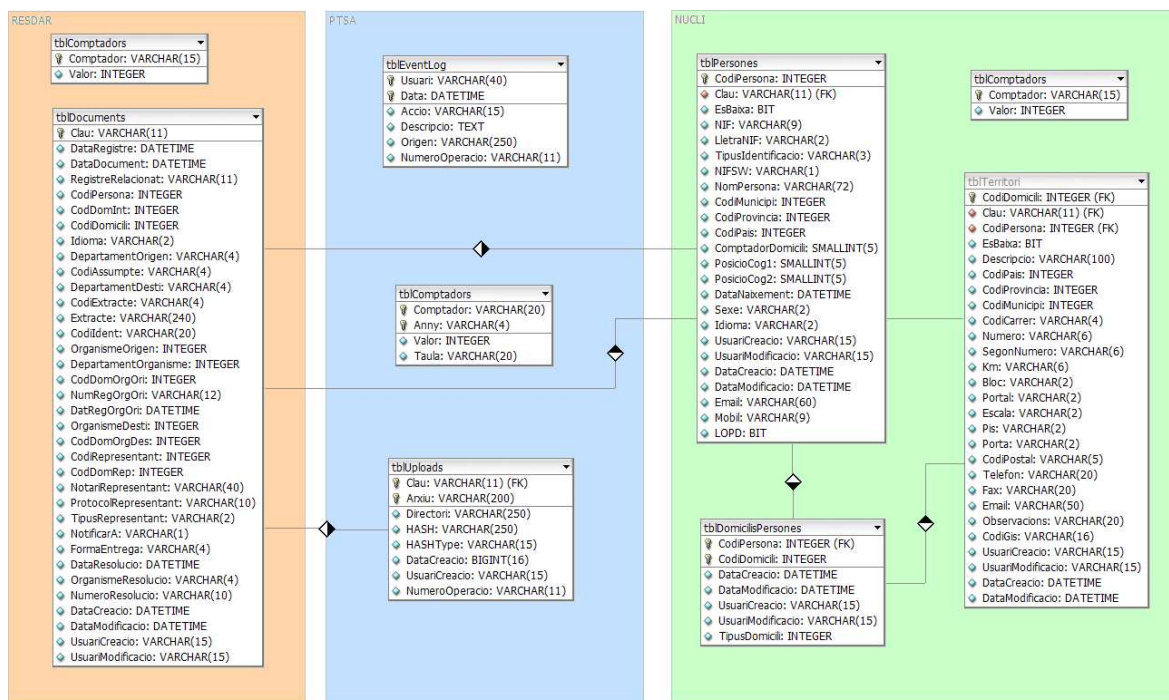 RESDAR
tblComptadors
Comptador: VARCHAR(15)
Valor: INTEGER
tblDocuments
Clau: VARCHAR(11)
DataRegistre: DATETIME
DataDocument: DATETIME
RegistreRelacionat: VARCHAR(11)
CodiPersona: INTEGER
CodDomInt: INTEGER
CodiDomicili: INTEGER
Idioma: VARCHAR(2)
DepartamentOrigen: VARCHAR(4)
CodiAssumpte: VARCHAR(4)
DepartamentDesti: VARCHAR(4)
CodiExtracte: VARCHAR(4)
Extracte: VARCHAR(240)
CodiIdent: VARCHAR(20)
OrganismeOrigen: INTEGER
DepartamentOrganisme: INTEGER
CodDomOrgOri: INTEGER
NumRegOrgOri: VARCHAR(12)
DatRegOrgOri: DATETIME
OrganismeDesti: INTEGER
CodDomOrgDes: INTEGER
CodiRepresentant: INTEGER
CodDomRep: INTEGER
NotariRepresentant: VARCHAR(40)
ProtocolRepresentant: VARCHAR(10)
TipusRepresentant: VARCHAR(2)
NotificarA: VARCHAR(1)
FormaEntrega: VARCHAR(4)
DataResolucio: DATETIME
OrganismeResolucio: VARCHAR(4)
NumeroResolucio: VARCHAR(10)
DataCreacio: DATETIME
DataModificacio: DATETIME
UsuariCreacio: VARCHAR(15)
UsuariModificacio: VARCHAR(15)
PTSA
tblEventLog
Usuari: VARCHAR(40)
Data: DATETIME
Accio: VARCHAR(15)
Descripcio: TEXT
Origen: VARCHAR(250)
NumeroOperacio: VARCHAR(11)
tblComptadors
Comptador: VARCHAR(20)
Anny: VARCHAR(4)
Valor: INTEGER
Taula: VARCHAR(20)
tblUploads
Clau: VARCHAR(11) (FK)
Arxiu: VARCHAR(200)
Directori: VARCHAR(250)
HASH: VARCHAR(250)
HASHType: VARCHAR(15)
DataCreacio: BIGINT(16)
UsuariCreacio: VARCHAR(15)
NumeroOperacio: VARCHAR(11)
NUCLI
tblPersones
CodiPersona: INTEGER
Clau: VARCHAR(11) (FK)
EsBaixa: BIT
NIF: VARCHAR(9)
LletraNIF: VARCHAR(2)
TipusIdentificacio: VARCHAR(3)
NIFSW: VARCHAR(1)
NomPersona: VARCHAR(72)
CodiMunicipi: INTEGER
CodiProvincia: INTEGER
CodiPais: INTEGER
ComptadorDomicili: SMALLINT(5)
PosicioCog1: SMALLINT(5)
PosicioCog2: SMALLINT(5)
DataNaixement: DATETIME
Sexe: VARCHAR(2)
Idioma: VARCHAR(2)
UsuariCreacio: VARCHAR(15)
UsuariModificacio: VARCHAR(15)
DataCreacio: DATETIME
DataModificacio: DATETIME
Email: VARCHAR(60)
Mobil: VARCHAR(9)
LOPD: BIT
tblDomicilisPersones
CodiPersona: INTEGER (FK)
CodiDomicili: INTEGER
DataCreacio: DATETIME
DataModificacio: DATETIME
UsuariCreacio: VARCHAR(15)
UsuariModificacio: VARCHAR(15)
TipusDomicili: INTEGER
tblComptadors
Comptador: VARCHAR(15)
Valor: INTEGER
tblTerritori
CodiDomicili: INTEGER (FK)
Clau: VARCHAR(11) (FK)
CodiPersona: INTEGER (FK)
EsBaixa: BIT
Descripcio: VARCHAR(100)
CodiPais: INTEGER
CodiProvincia: INTEGER
CodiMunicipi: INTEGER
CodiCarrer: VARCHAR(4)
Numero: VARCHAR(6)
SegonNumero: VARCHAR(6)
Km: VARCHAR(6)
Bloc: VARCHAR(2)
Portal: VARCHAR(2)
Escala: VARCHAR(2)
Pis: VARCHAR(2)
Porta: VARCHAR(2)
CodiPostal: VARCHAR(5)
Telefon: VARCHAR(20)
Fax: VARCHAR(20)
Email: VARCHAR(50)
Observacions: VARCHAR(20)
CodiGis: VARCHAR(16)
UsuariCreacio: VARCHAR(15)
UsuariModificacio: VARCHAR(15)
DataCreacio: DATETIME
DataModificacio: DATETIME